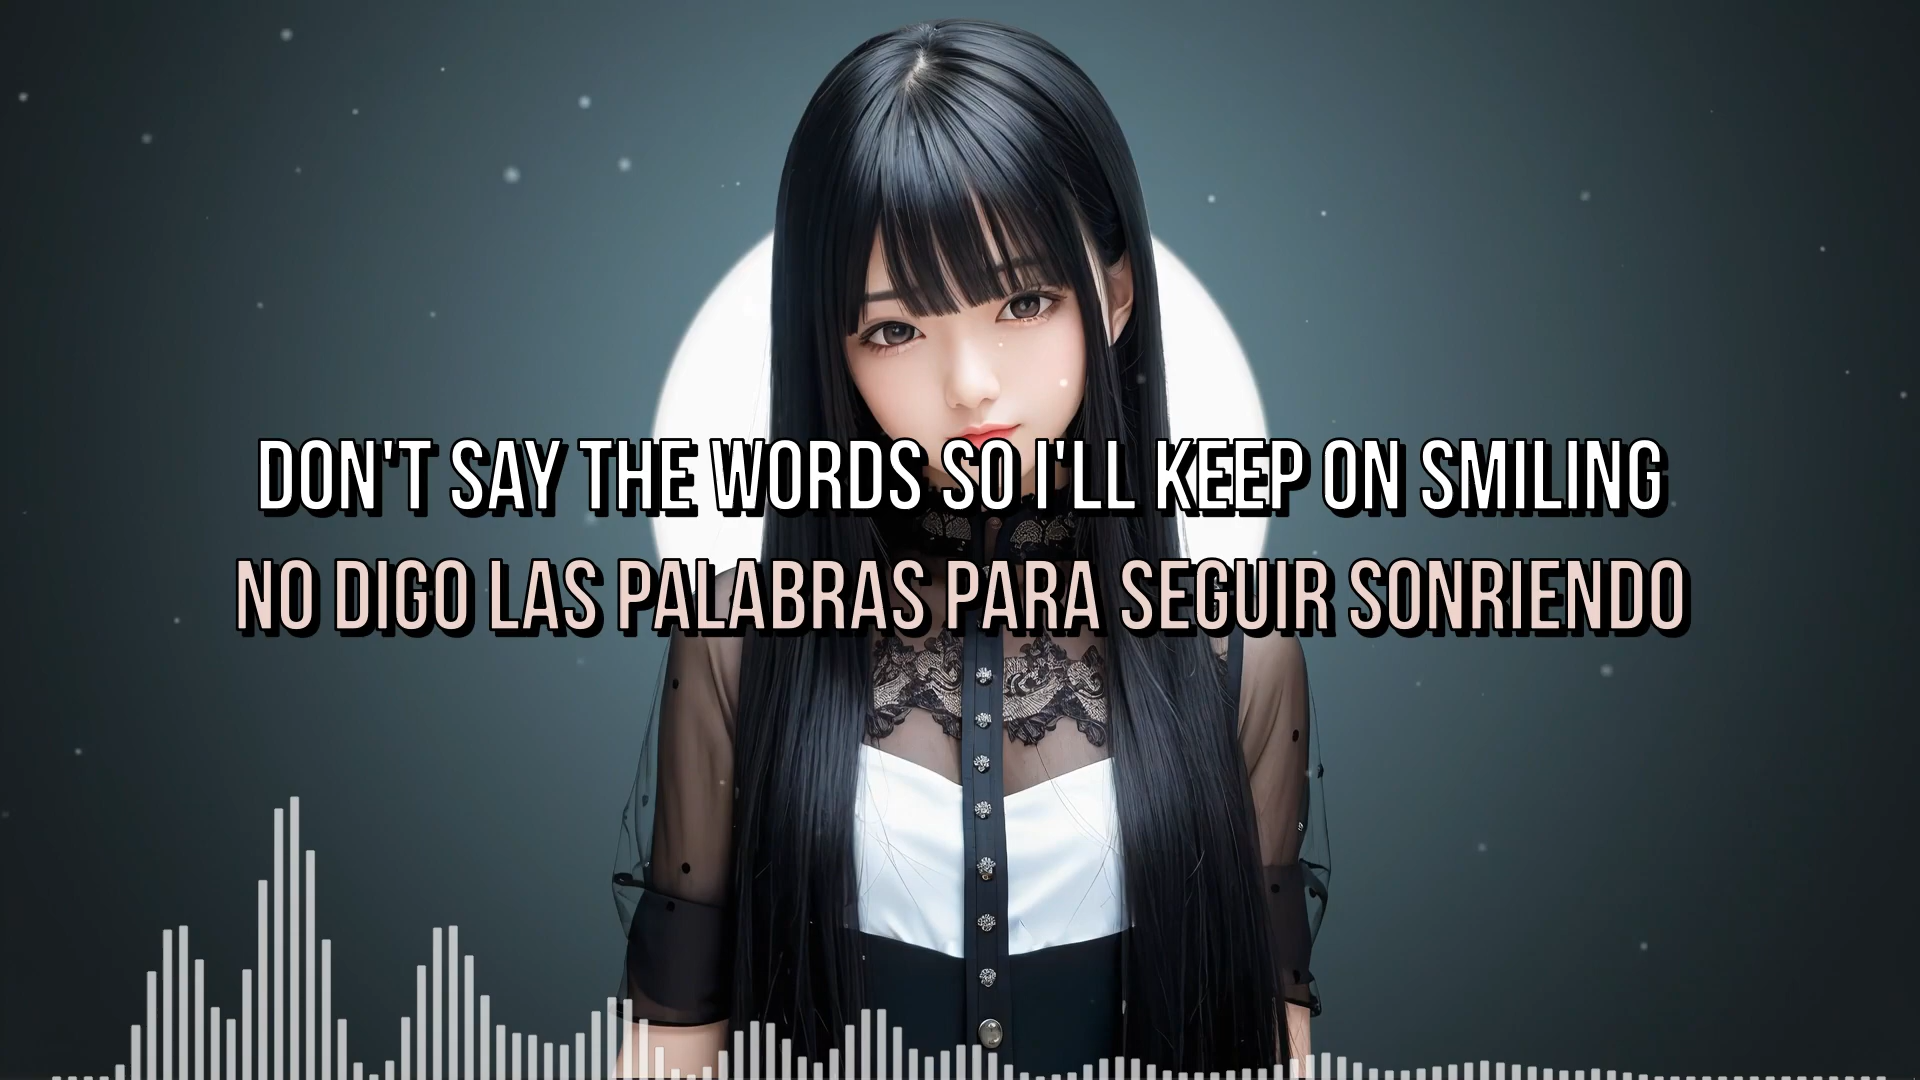 DON'T SAY THE WORDS SO I'LL KEEP ON SMILING
NO DIGO LAS PALABRAS PARA SEGUIR SONRIENDO